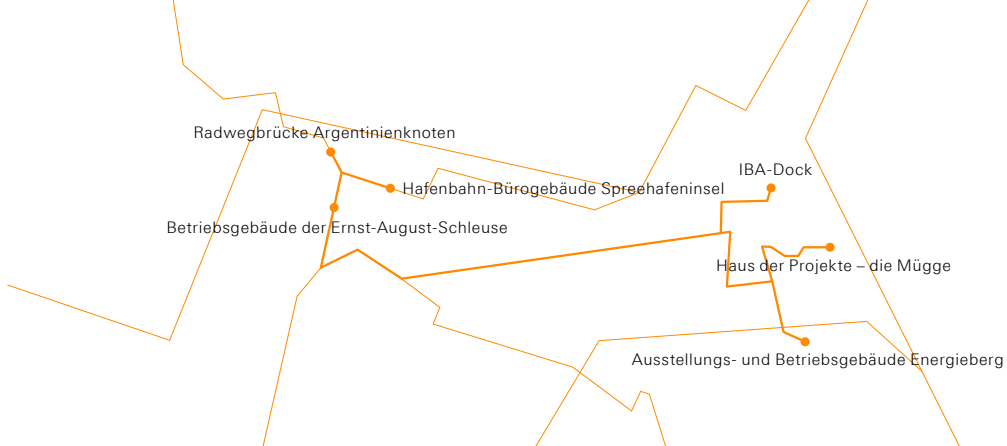 Radwegbrücke Argentinienknoten
IBA-Dock
Hafenbahn-Bürogebäude Spreehafeninsel
Betriebsgebäude der Ernst-August-Schleuse
Haus der Projekte – die Mügge
Ausstellungs- und Betriebsgebäude Energieberg